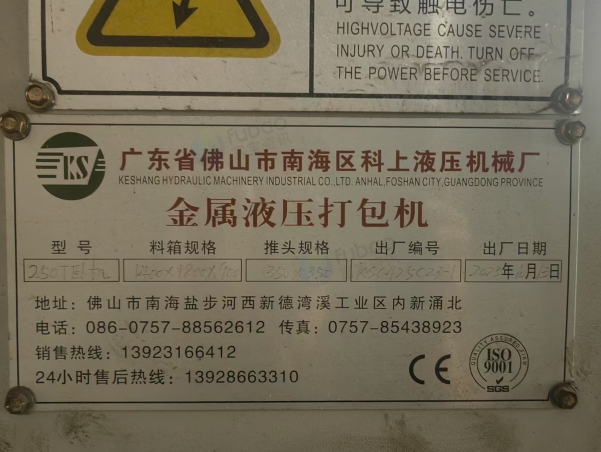 可导致触电伤亡。
HIGHVOLTAGE CAUSE SEVERE
INJURY OR DEATH. TURN OFF
THE POWER BEFORE SERVICE.
KS
广东省佛山市南海区科上液压机械厂
KESHANG HYDRAULIC MACHINERY INDUSTRIAL CO.,LTD. ANHAI,FOSHAN CITY,GUANGDONG PROVINCE
金属液压打包机
型号 料箱规格 推头规格 出厂编号 出厂日期
年 月 日
地址：佛山市南海盐步河西新德湾溪工业区内新涌北
电话：086-0757-88562612 传真：0757-85438923
销售热线：13923166412
24小时售后热线：13928663310
CE
QUALITY ASSURED FIRM
ISO
9001
SGS
fubao